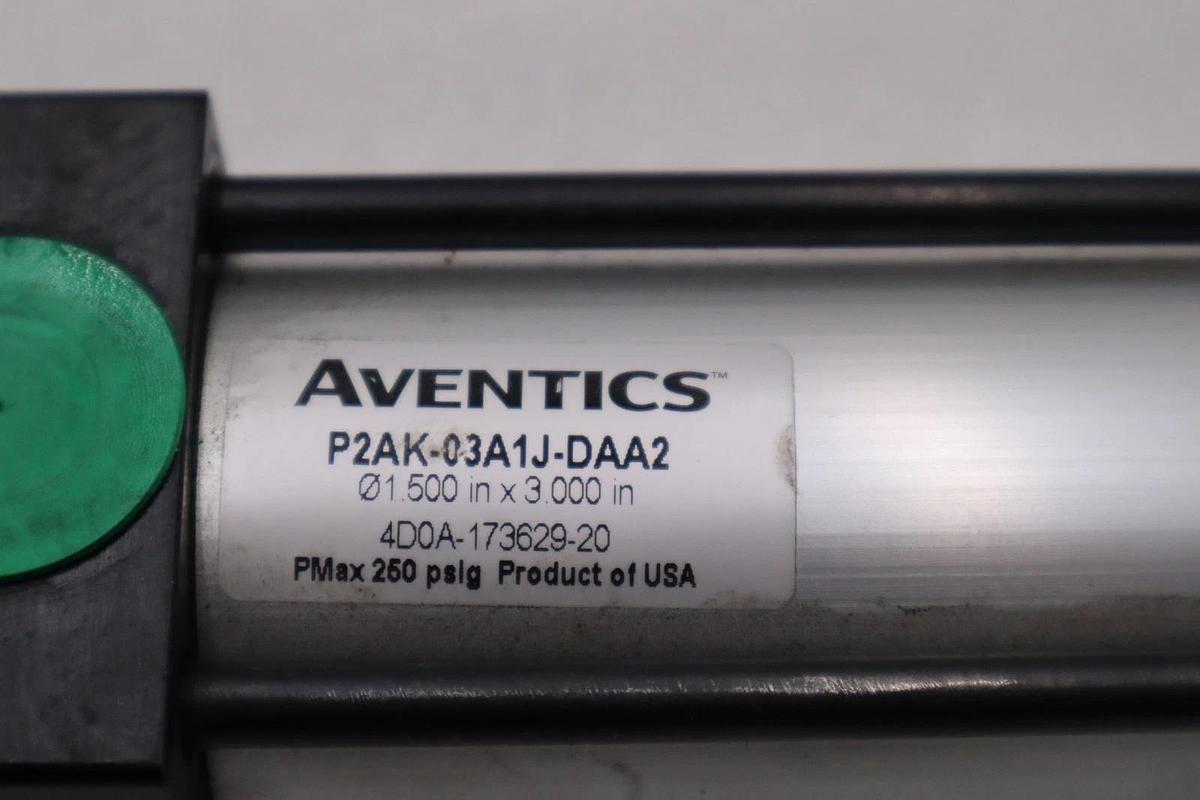 AVENTICS™
P2AK-03A1J-DAA2
Ø1.500 in x 3.000 in
4D0A-173629-20
PMax 250 psig Product of USA